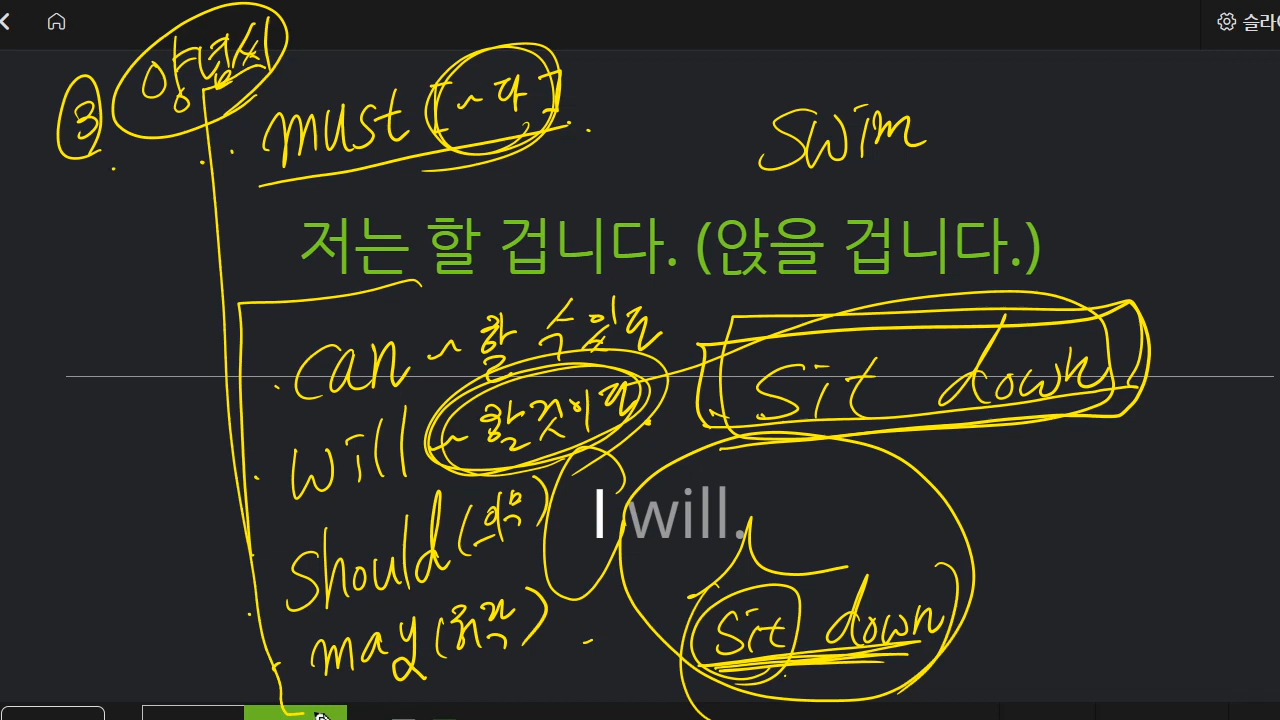 슬라이
③ 양념씨
must [~다]
swim
저는 할 겁니다. (앉을 겁니다.)
can ~할 수 있다
will ~할것이다
sit down
I will.
should
may (허락)
sit down